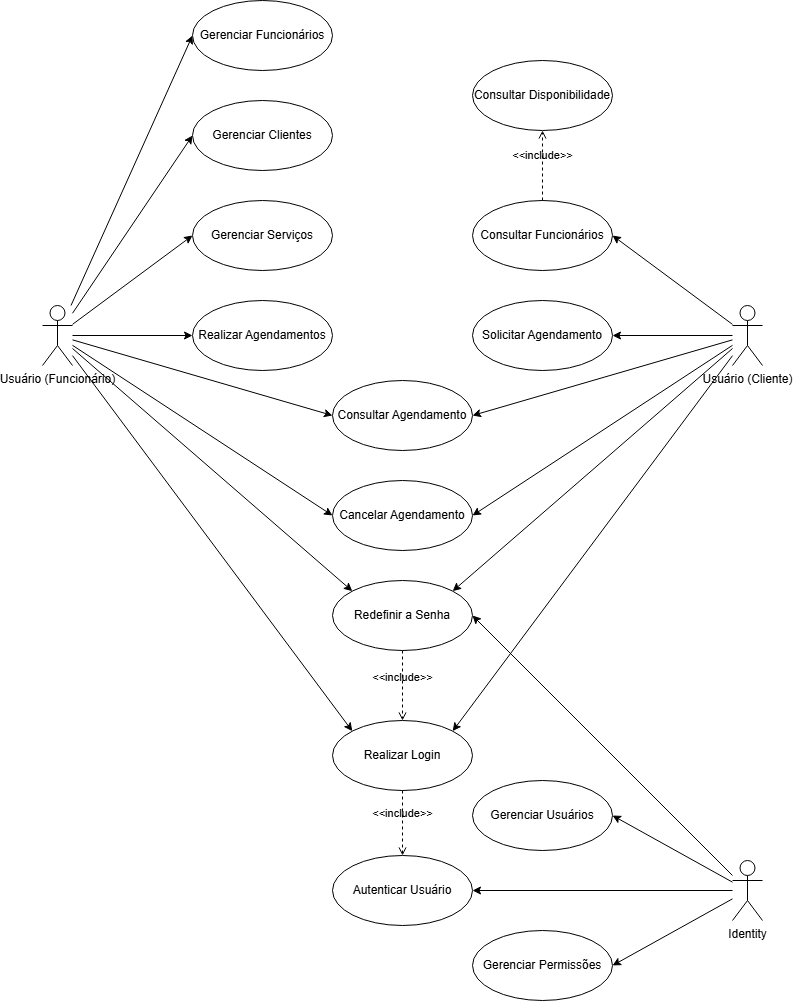 Gerenciar Funcionários
Consultar Disponibilidade
Gerenciar Clientes
<<include>>
Gerenciar Serviços
Consultar Funcionários
Realizar Agendamentos
Solicitar Agendamento
Usuário (Funcionário)
Usuário (Cliente)
Consultar Agendamento
Cancelar Agendamento
Redefinir a Senha
<<include>>
Realizar Login
<<include>>
Gerenciar Usuários
Autenticar Usuário
Identity
Gerenciar Permissões